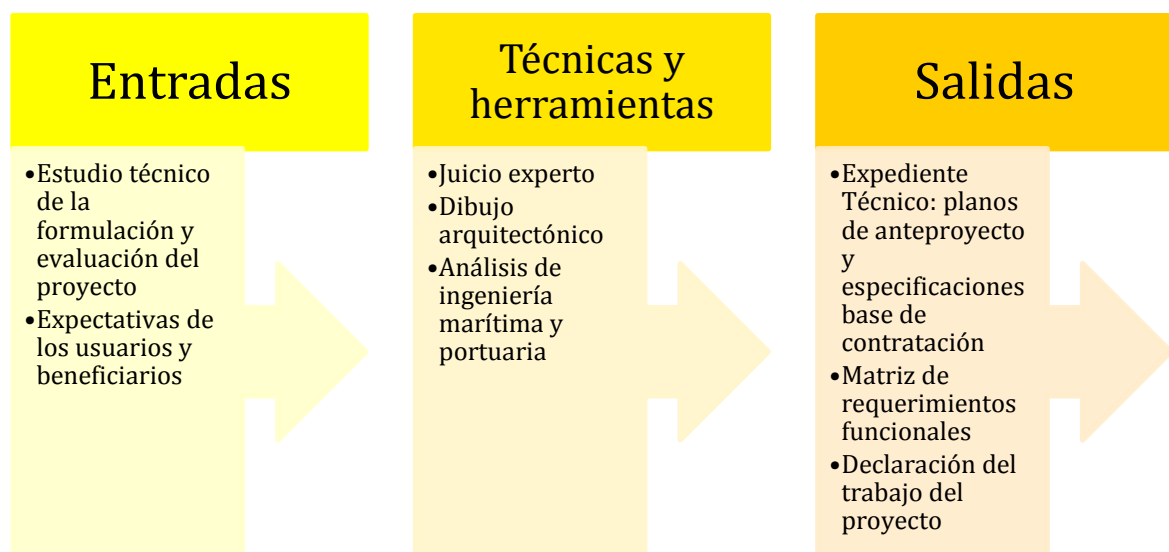 Entradas
•Estudio técnico
de la
formulación y
evaluación del
proyecto
•Expectativas de
los usuarios y
beneficiarios
Técnicas y
herramientas
•Juicio experto
•Dibujo
arquitectónico
•Análisis de
ingeniería
marítima y
portuaria
Salidas
•Expediente
Técnico: planos
de anteproyecto
y
especificaciones
base de
contratación
•Matriz de
requerimientos
funcionales
•Declaración del
trabajo del
proyecto